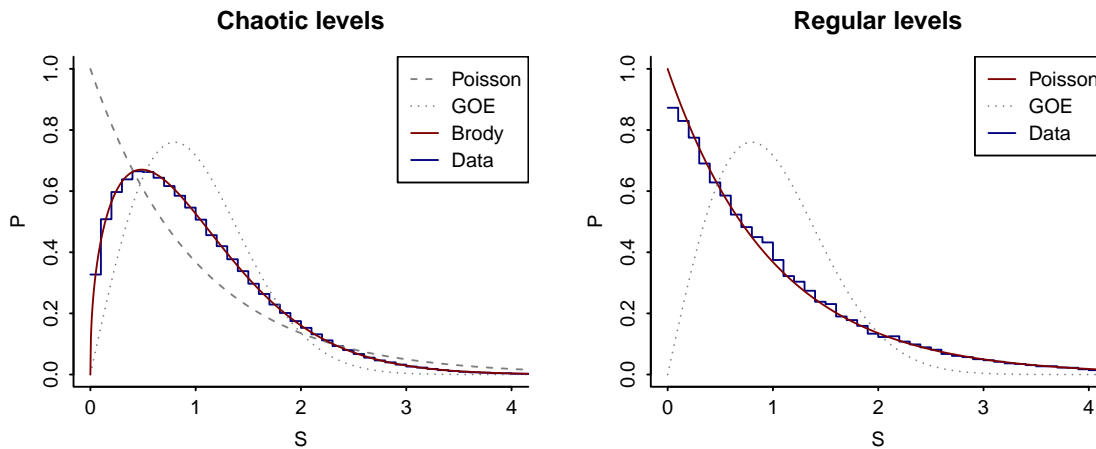 Chaotic levels
P
0.0 0.2 0.4 0.6 0.8 1.0
Poisson
GOE
Brody
Data
0 1 2 3 4
S
Regular levels
P
0.0 0.2 0.4 0.6 0.8 1.0
Poisson
GOE
Data
0 1 2 3 4
S